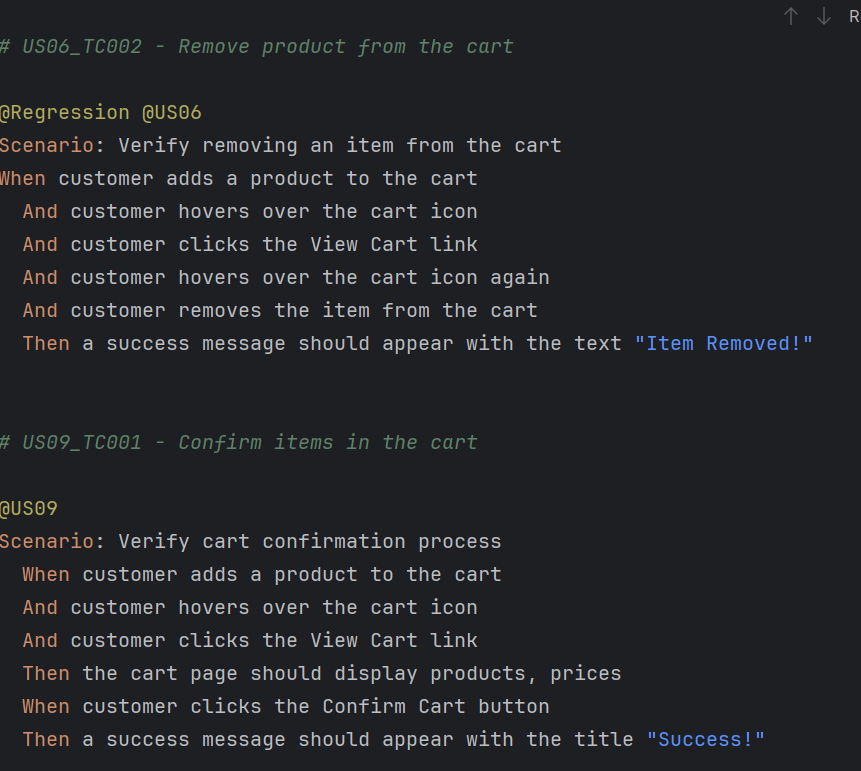 R
# US06_TC002 - Remove product from the cart
@Regression @US06
Scenario: Verify removing an item from the cart
When customer adds a product to the cart
And customer hovers over the cart icon
And customer clicks the View Cart link
And customer hovers over the cart icon again
And customer removes the item from the cart
Then a success message should appear with the text "Item Removed!"
# US09_TC001 - Confirm items in the cart
@US09
Scenario: Verify cart confirmation process
When customer adds a product to the cart
And customer hovers over the cart icon
And customer clicks the View Cart link
Then the cart page should display products, prices
When customer clicks the Confirm Cart button
Then a success message should appear with the title "Success!"